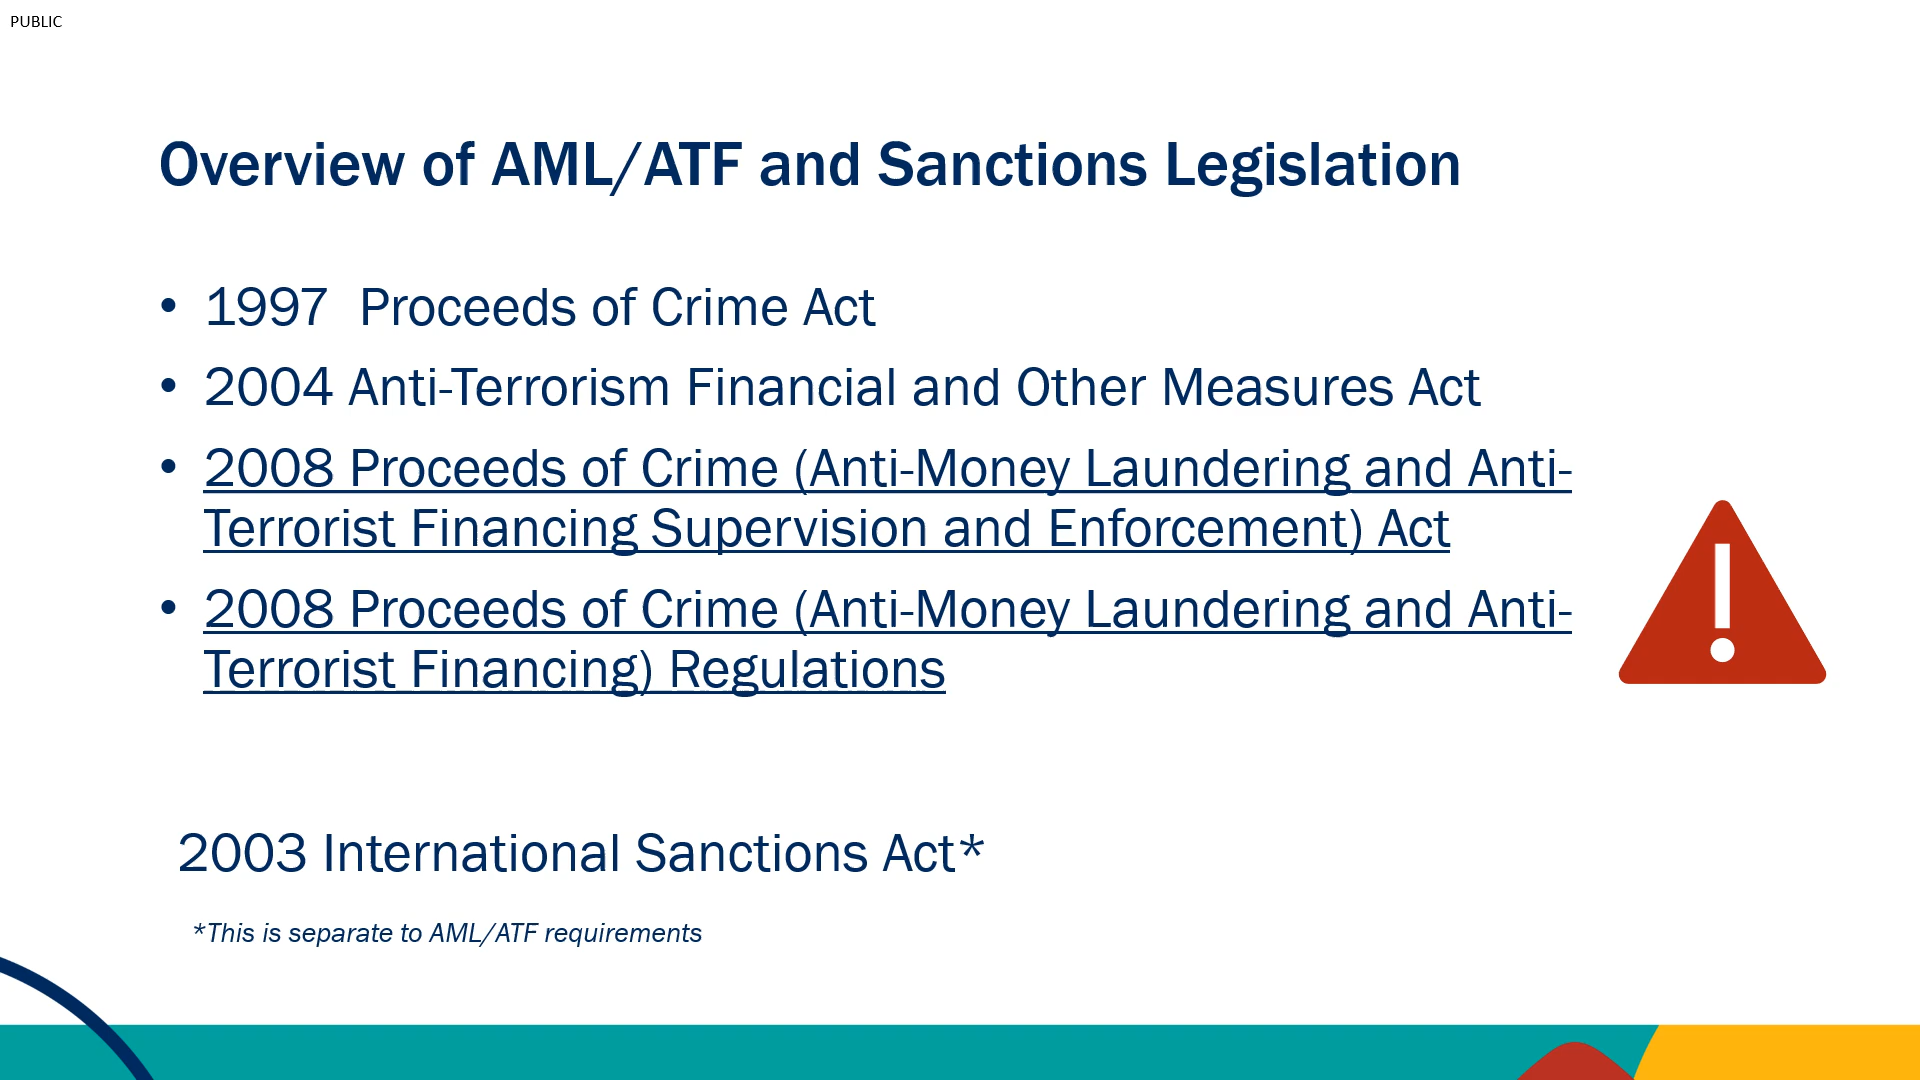 PUBLIC
Overview of AML/ATF and Sanctions Legislation
• 1997  Proceeds of Crime Act
• 2004 Anti-Terrorism Financial and Other Measures Act
• 2008 Proceeds of Crime (Anti-Money Laundering and Anti-
Terrorist Financing Supervision and Enforcement) Act
• 2008 Proceeds of Crime (Anti-Money Laundering and Anti-
Terrorist Financing) Regulations
2003 International Sanctions Act*
*This is separate to AML/ATF requirements